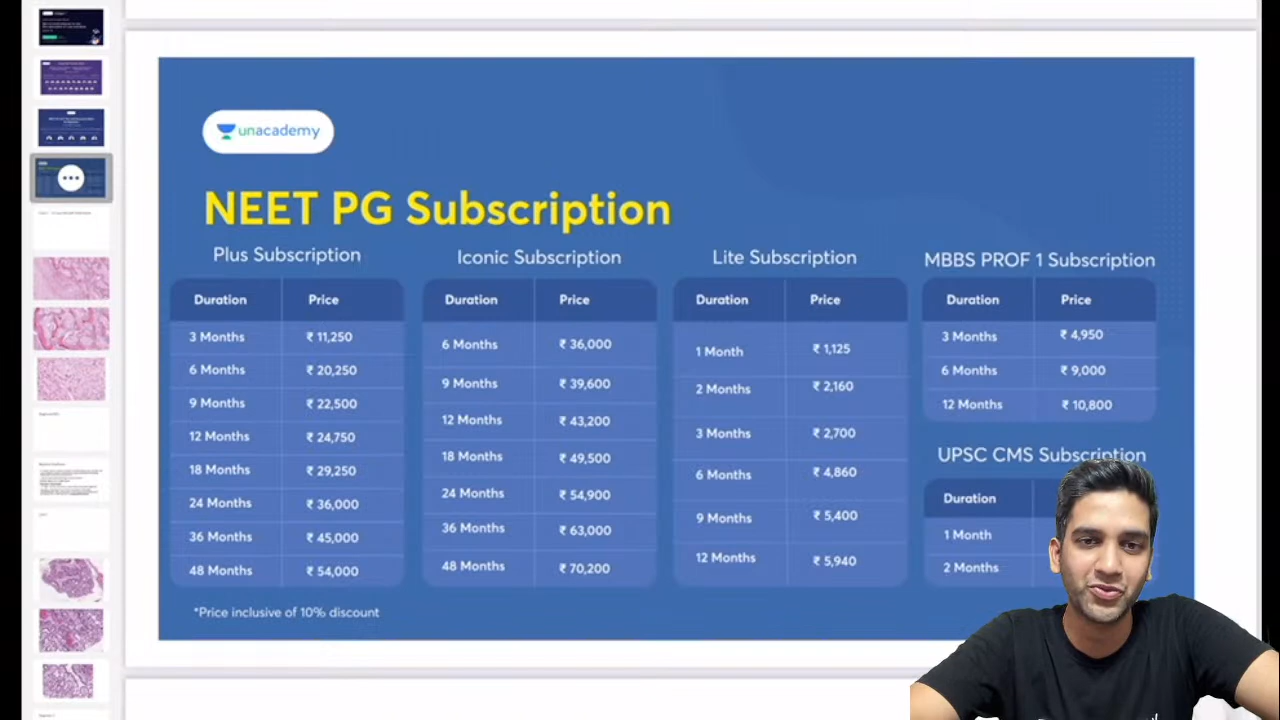 unacademy
NEET PG Subscription
Plus Subscription
Duration Price
3 Months ₹ 11,250
6 Months ₹ 20,250
9 Months ₹ 22,500
12 Months ₹ 24,750
18 Months ₹ 29,250
24 Months ₹ 36,000
36 Months ₹ 45,000
48 Months ₹ 54,000
*Price inclusive of 10% discount
Iconic Subscription
Duration Price
6 Months ₹ 36,000
9 Months ₹ 39,600
12 Months ₹ 43,200
18 Months ₹ 49,500
24 Months ₹ 54,900
36 Months ₹ 63,000
48 Months ₹ 70,200
Lite Subscription
Duration Price
1 Month ₹ 1,125
2 Months ₹ 2,160
3 Months ₹ 2,700
6 Months ₹ 4,860
9 Months ₹ 5,400
12 Months ₹ 5,940
MBBS PROF 1 Subscription
Duration Price
3 Months ₹ 4,950
6 Months ₹ 9,000
12 Months ₹ 10,800
UPSC CMS Subscription
Duration
1 Month
2 Months